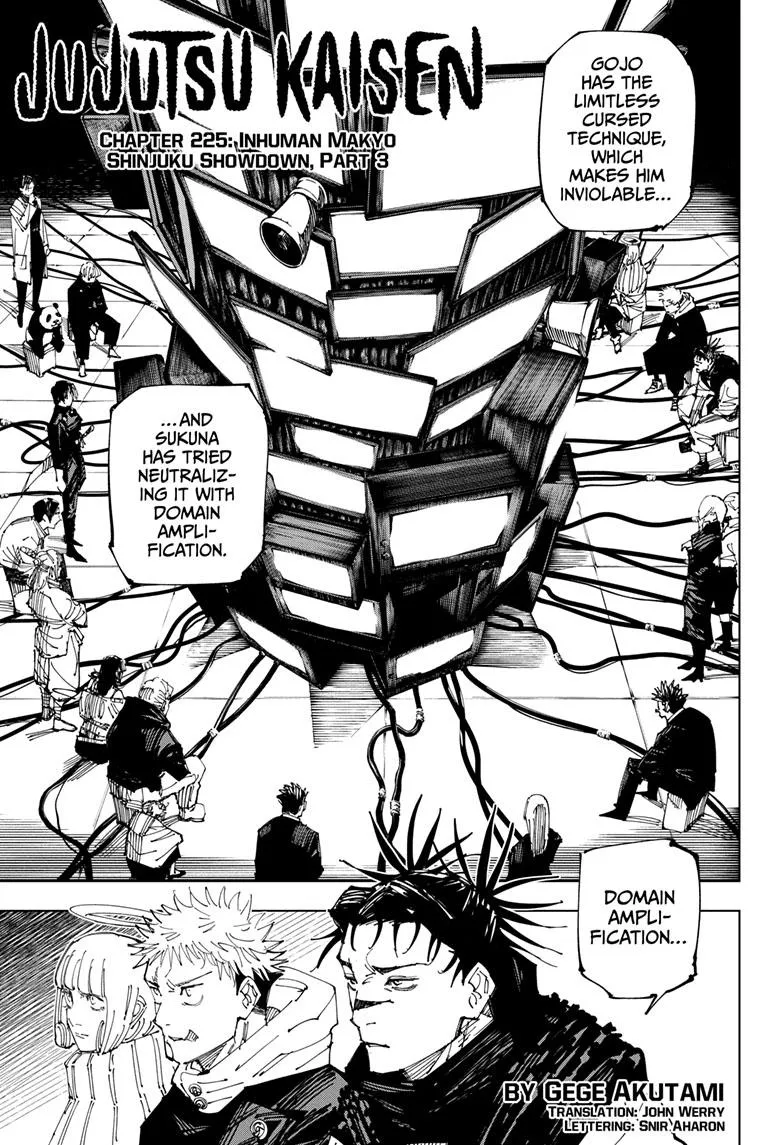 JUJUTSU KAISEN
CHAPTER 225: INHUMAN MAKYO
SHINJUKU SHOWDOWN, PART 3
GOJO
HAS THE
LIMITLESS
CURSED
TECHNIQUE,
WHICH
MAKES HIM
INVIOLABLE...
...AND
SUKUNA
HAS TRIED
NEUTRALIZ-
ING IT WITH
DOMAIN
AMPLI-
FICATION.
DOMAIN
AMPLI-
FICATION...
BY GEGE AKUTAMI
TRANSLATION: JOHN WERRY
LETTERING: SNIR AHARON